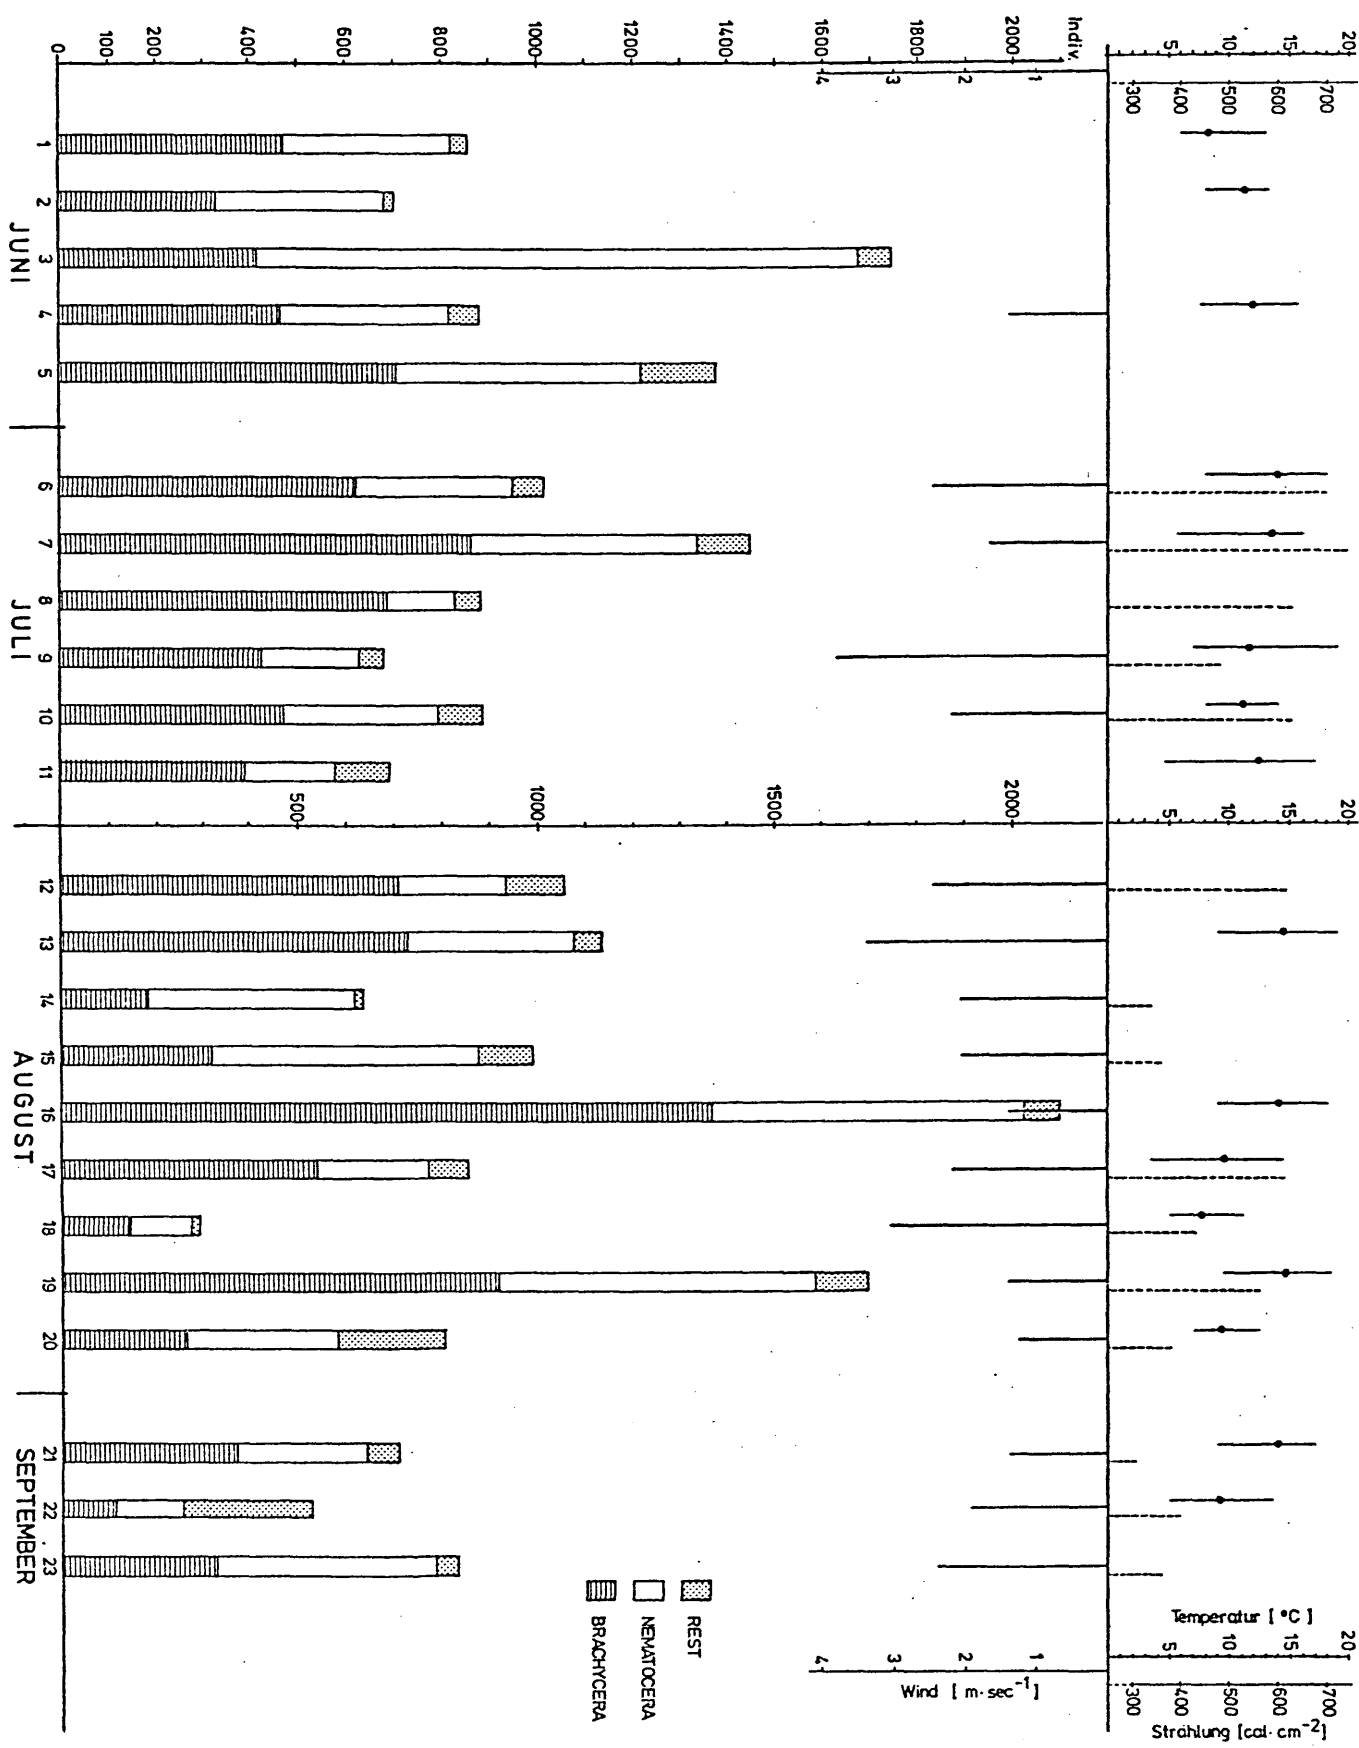 Indiv.
0 100 200 400 600 800 1000 1200 1400 1600 1800 2000
4 3 2 1
5 10 15 20
300 400 500 600 700
1 2 3 4 5
JUNI
6 7 8 9 10 11
JULI
500 1000 1500 2000
5 10 15 20
12 13 14 15 16 17 18 19 20
AUGUST
21 22 23
SEPTEMBER
REST
NEMATOCERA
BRACHYCERA
4 3 2 1
Wind [ m·sec⁻¹]
Temperatur [ °C ]
5 10 15 20
300 400 500 600 700
Strahlung [cal·cm⁻²]